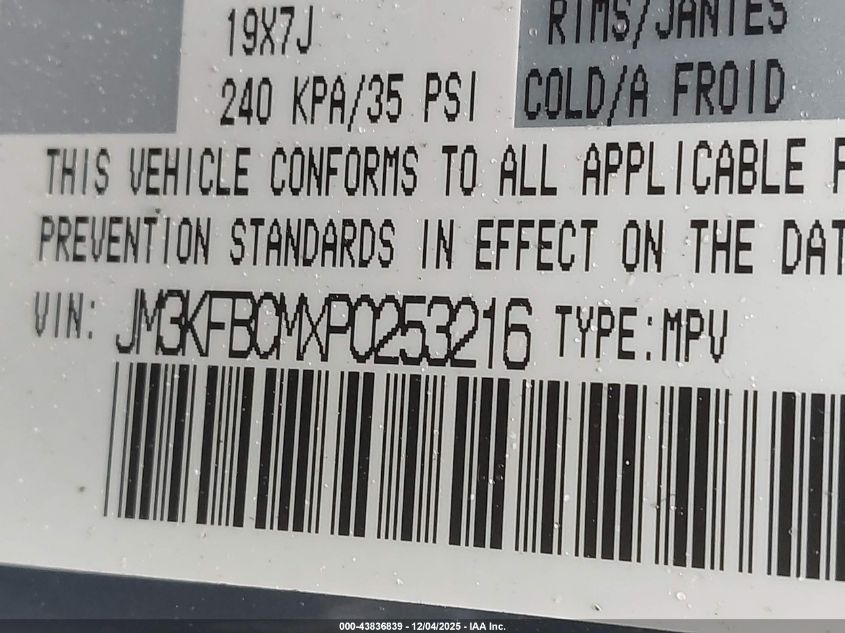 19X7J
RIMS/JANTES
240 KPA/35 PSI
COLD/A FROID
THIS VEHICLE CONFORMS TO ALL APPLICABLE
PREVENTION STANDARDS IN EFFECT ON THE DAT
VIN: JM3KFBCMXP0253216 TYPE:MPV
000-43836839 - 12/04/2025 - IAA Inc.